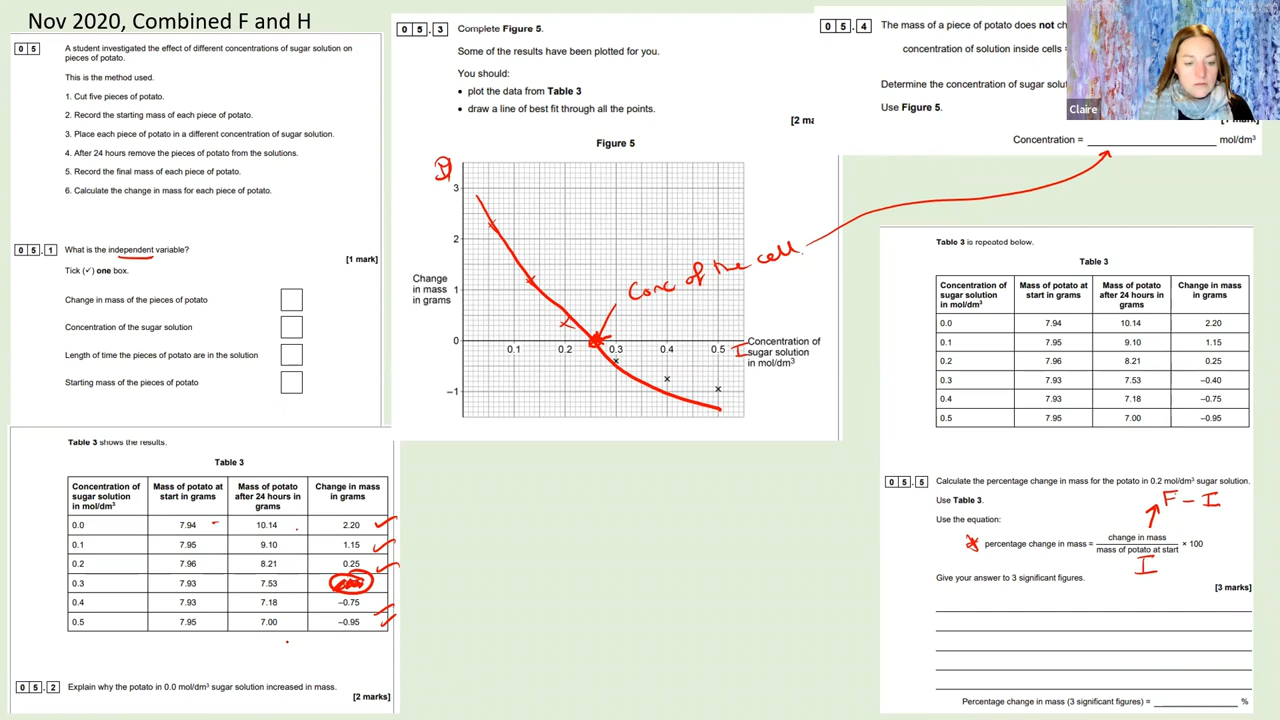 Nov 2020, Combined F and H
0 5
A student investigated the effect of different concentrations of sugar solution on
pieces of potato.
This is the method used.
1. Cut five pieces of potato.
2. Record the starting mass of each piece of potato.
3. Place each piece of potato in a different concentration of sugar solution.
4. After 24 hours remove the pieces of potato from the solutions.
5. Record the final mass of each piece of potato.
6. Calculate the change in mass for each piece of potato.
0 5 . 1 What is the independent variable?
[1 mark]
Tick (✓) one box.
Change in mass of the pieces of potato
Concentration of the sugar solution
Length of time the pieces of potato are in the solution
Starting mass of the pieces of potato
Table 3 shows the results.
Table 3
Concentration of sugar solution in mol/dm³ Mass of potato at start in grams Mass of potato after 24 hours in grams Change in mass in grams
0.0 7.94 10.14 2.20
0.1 7.95 9.10 1.15
0.2 7.96 8.21 0.25
0.3 7.93 7.53
0.4 7.93 7.18 –0.75
0.5 7.95 7.00 –0.95
0 5 . 2 Explain why the potato in 0.0 mol/dm³ sugar solution increased in mass.
[2 marks]
0 5 . 3 Complete Figure 5.
Some of the results have been plotted for you.
You should:
• plot the data from Table 3
• draw a line of best fit through all the points.
[2 ma
Figure 5
D
3
2
1
0
–1
Change
in mass
in grams
0.1 0.2 0.3 0.4 0.5
I
Concentration of
sugar solution
in mol/dm³
Conc of the cell
0 5 . 4 The mass of a piece of potato does not ch
concentration of solution inside cells =
Determine the concentration of sugar solu
Use Figure 5.
Claire
Concentration = mol/dm³
Table 3 is repeated below.
Table 3
Concentration of sugar solution in mol/dm³ Mass of potato at start in grams Mass of potato after 24 hours in grams Change in mass in grams
0.0 7.94 10.14 2.20
0.1 7.95 9.10 1.15
0.2 7.96 8.21 0.25
0.3 7.93 7.53 –0.40
0.4 7.93 7.18 –0.75
0.5 7.95 7.00 –0.95
0 5 . 5 Calculate the percentage change in mass for the potato in 0.2 mol/dm³ sugar solution.
Use Table 3.
F – I
Use the equation:
percentage change in mass = change in mass / mass of potato at start × 100
I
Give your answer to 3 significant figures.
[3 marks]
Percentage change in mass (3 significant figures) = %